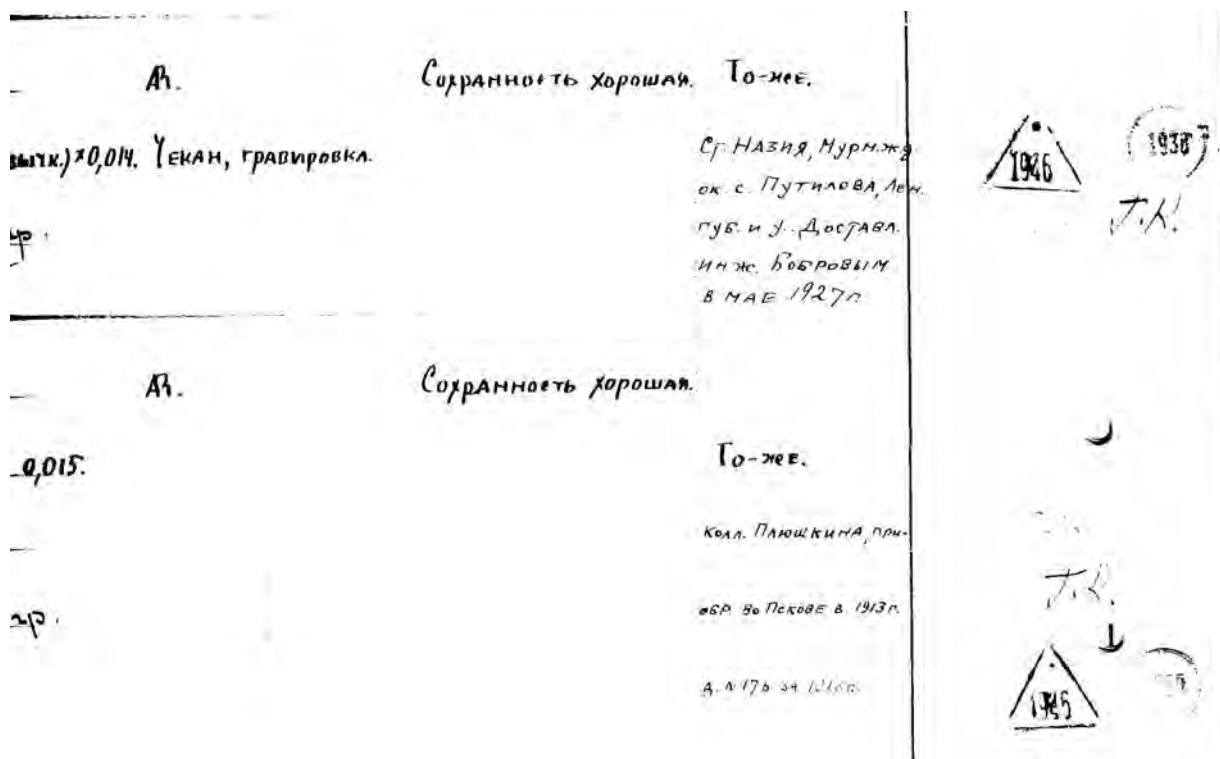 AR. Сохранность хорошая. То-же.
×0,014. Чекан, гравировка.
Ст. Назия, Мурм. ж.д.
ок. с. Путилова, Лен.
губ. и у. Доставл.
инж. Бобровым
в мае 1927 г.
1946
1936
Г.К.
AR. Сохранность хорошая.
0,015.
То-же.
Колл. Плюшкина, при-
обр. во Пскове в 1913 г.
Г.К.
1945